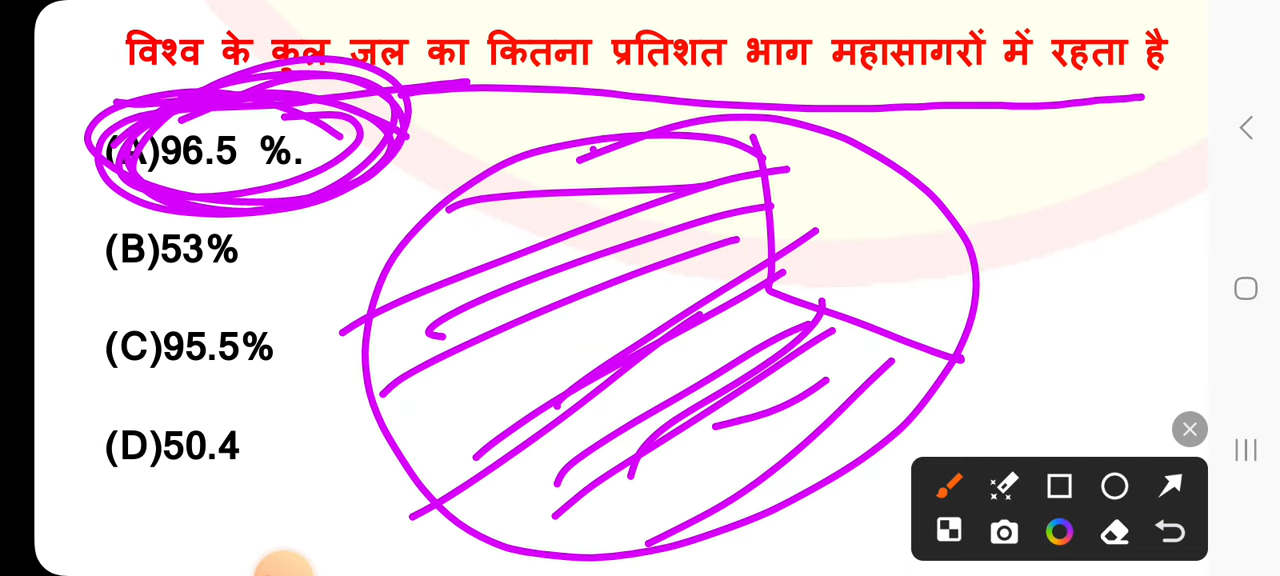 विश्व के कुल जल का कितना प्रतिशत भाग महासागरों में रहता है
(A)96.5 %.
(B)53%
(C)95.5%
(D)50.4